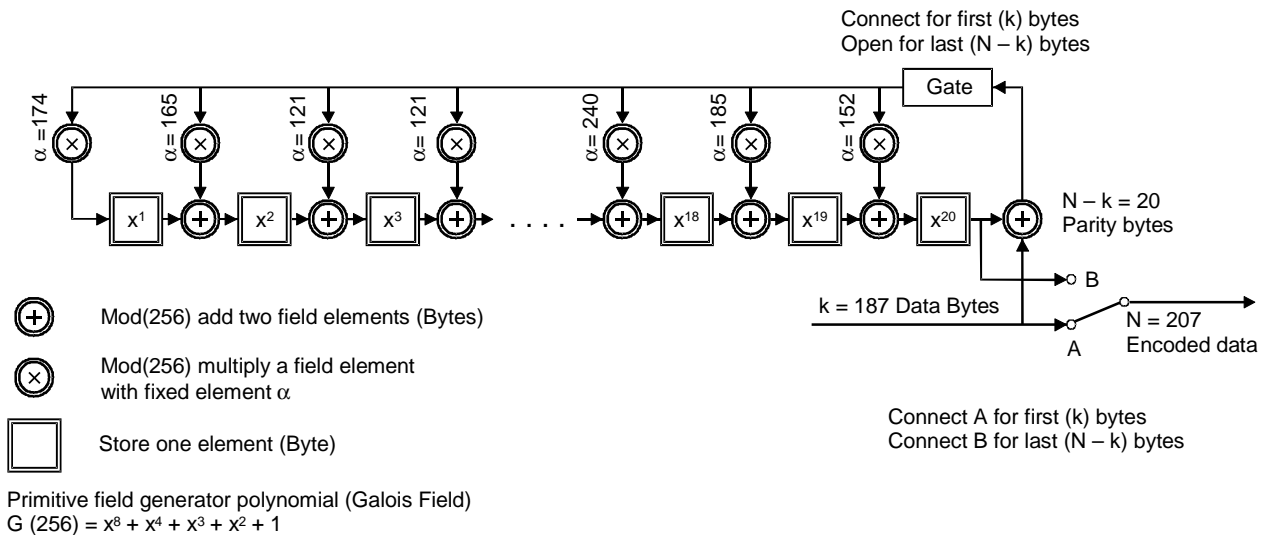 Connect for first (k) bytes
Open for last (N – k) bytes
Gate
α =174
α= 165
α= 121
α= 121
α= 240
α= 185
α= 152
x¹
x²
x³
. . . .
x¹⁸
x¹⁹
x²⁰
N – k = 20
Parity bytes
B
k = 187 Data Bytes
A
N = 207
Encoded data
Mod(256) add two field elements (Bytes)
Mod(256) multiply a field element
with fixed element α
Store one element (Byte)
Connect A for first (k) bytes
Connect B for last (N – k) bytes
Primitive field generator polynomial (Galois Field)
G (256) = x⁸ + x⁴ + x³ + x² + 1